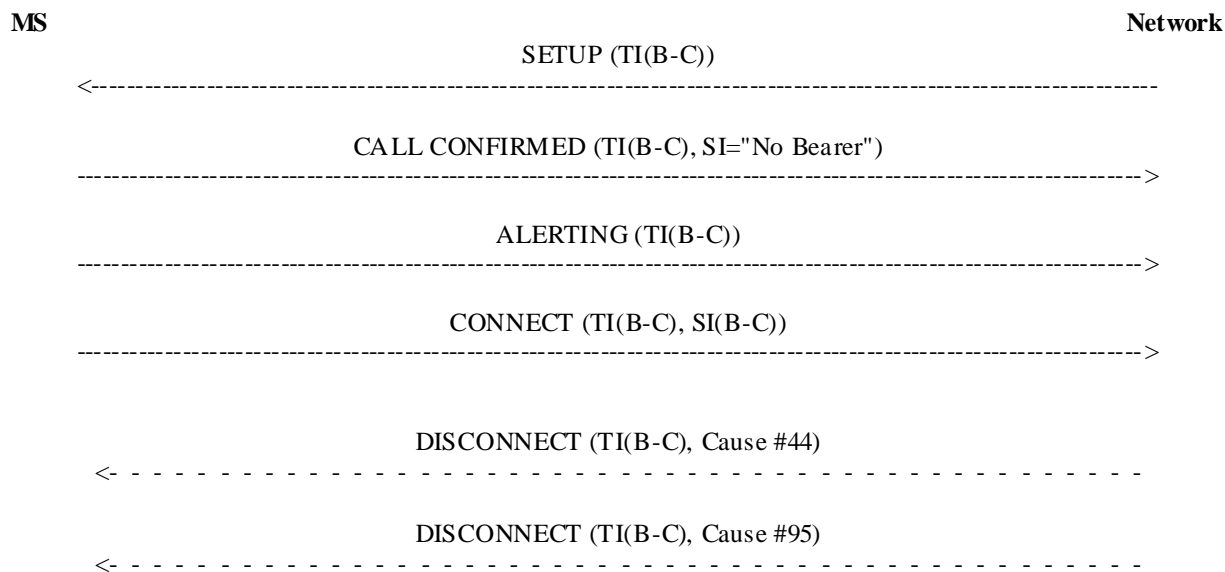 MS Network
SETUP (TI(B-C))
CALL CONFIRMED (TI(B-C), SI="No Bearer")
ALERTING (TI(B-C))
CONNECT (TI(B-C), SI(B-C))
DISCONNECT (TI(B-C), Cause #44)
DISCONNECT (TI(B-C), Cause #95)